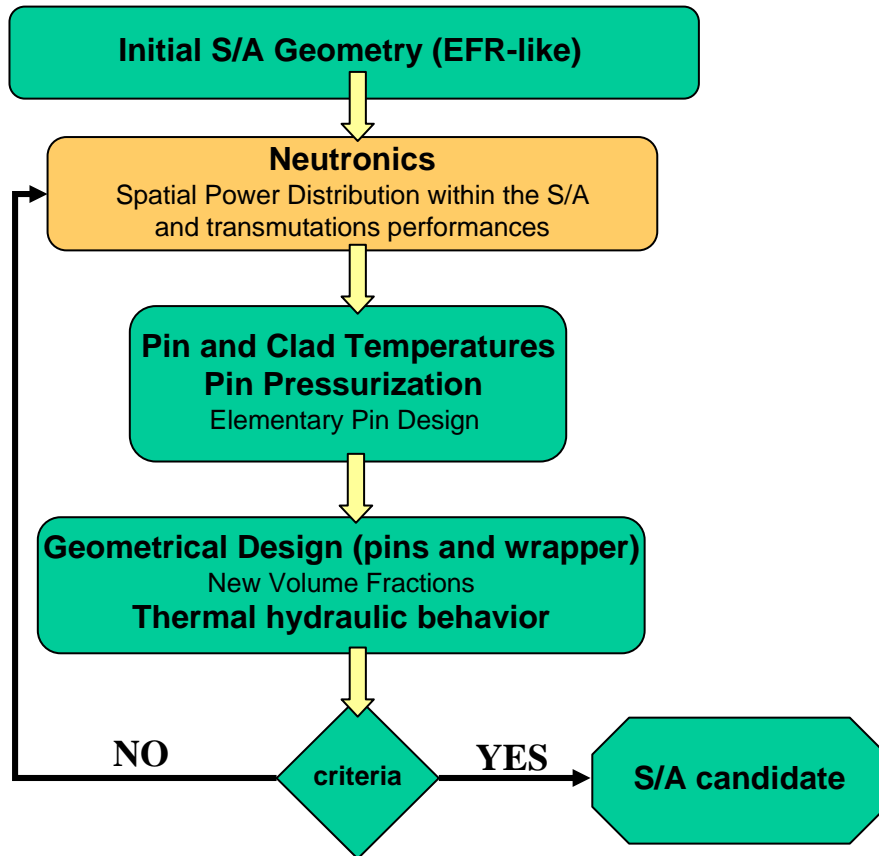 Initial S/A Geometry (EFR-like)
Neutronics
Spatial Power Distribution within the S/A
and transmutations performances
Pin and Clad Temperatures
Pin Pressurization
Elementary Pin Design
Geometrical Design (pins and wrapper)
New Volume Fractions
Thermal hydraulic behavior
NO
criteria
YES
S/A candidate